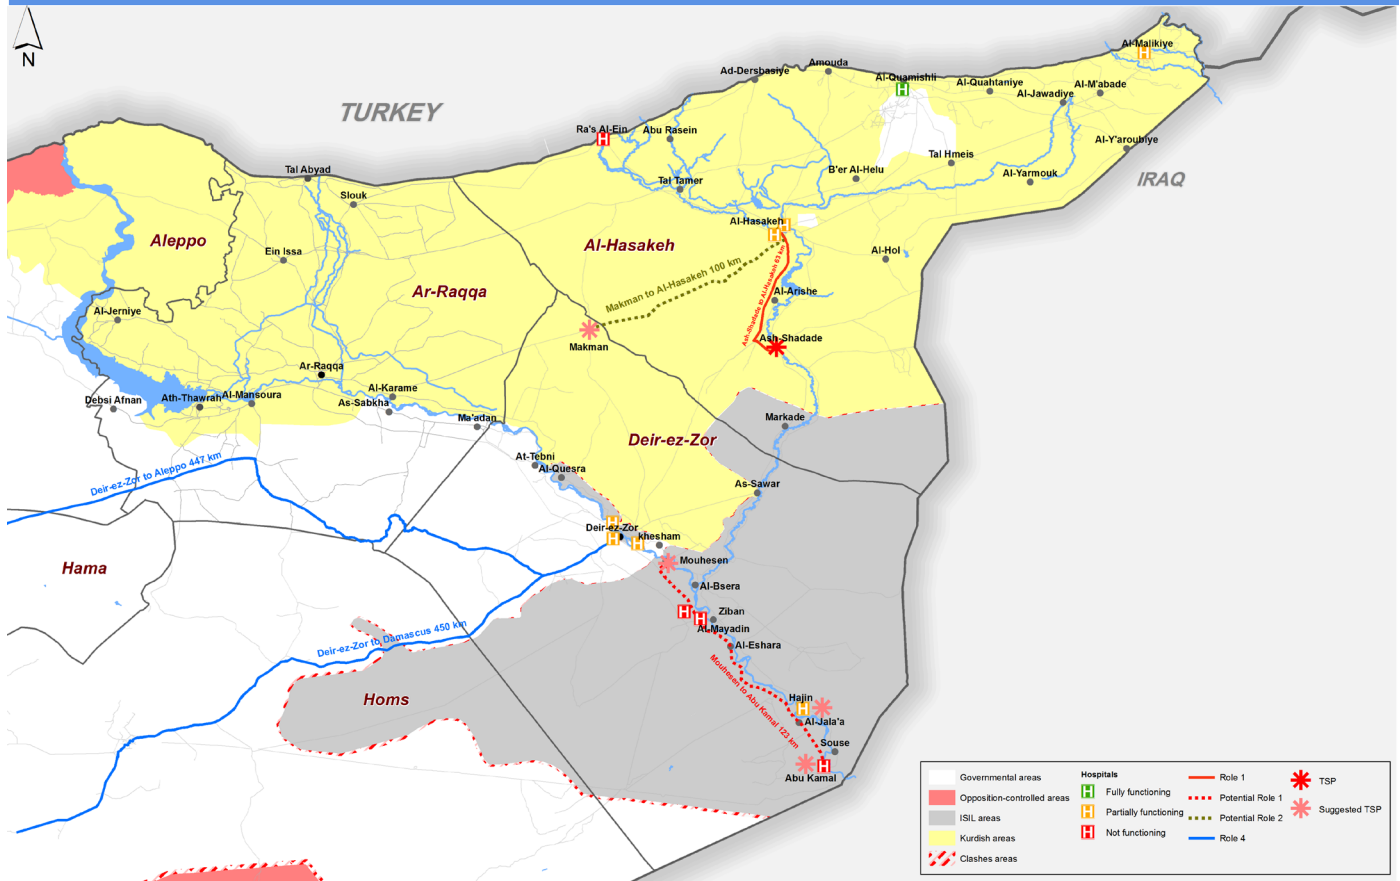 N
TURKEY
IRAQ
Al-Malikiye
Amouda
Ad-Dersbasiye
Al-Quamishli
Al-Quahtaniye
Al-M'abade
Al-Jawadiye
Ra's Al-Ein
Abu Rasein
Al-Y'aroubiye
Tal Hmeis
B'er Al-Helu
Al-Yarmouk
Tal Tamer
Tal Abyad
Slouk
Al-Hasakeh
Aleppo
Al-Hasakeh
Ein Issa
Al-Hol
Makman to Al-Hasakeh 100 km
Ash-Shadade to Al-Hasakeh 63 km
Ar-Raqqa
Al-Arishe
Al-Jerniye
Makman
Ash-Shadade
Ar-Raqqa
Al-Karame
Debsi Afnan
Ath-Thawrah
Al-Mansoura
As-Sabkha
Ma'adan
Markade
Deir-ez-Zor
At-Tebni
Al-Quesra
Deir-ez-Zor to Aleppo 447 km
As-Sawar
Deir-ez-Zor
khesham
Mouhesen
Hama
Al-Bsera
Ziban
Al-Mayadin
Deir-ez-Zor to Damascus 450 km
Al-Eshara
Mouhesen to Abu Kamal 123 km
Homs
Hajin
Al-Jala'a
Souse
Abu Kamal
Governmental areas
Opposition-controlled areas
ISIL areas
Kurdish areas
Clashes areas
Hospitals
H Fully functioning
H Partially functioning
H Not functioning
Role 1
Potential Role 1
Potential Role 2
Role 4
TSP
Suggested TSP